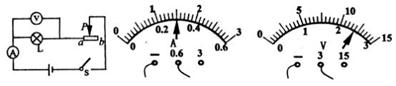 V
L
P
a b
A
S
0 1 2 3
0 0.2 0.4 0.6
A
− 0.6 3
0 5 10 15
0 1 2 3
V
− 3 15